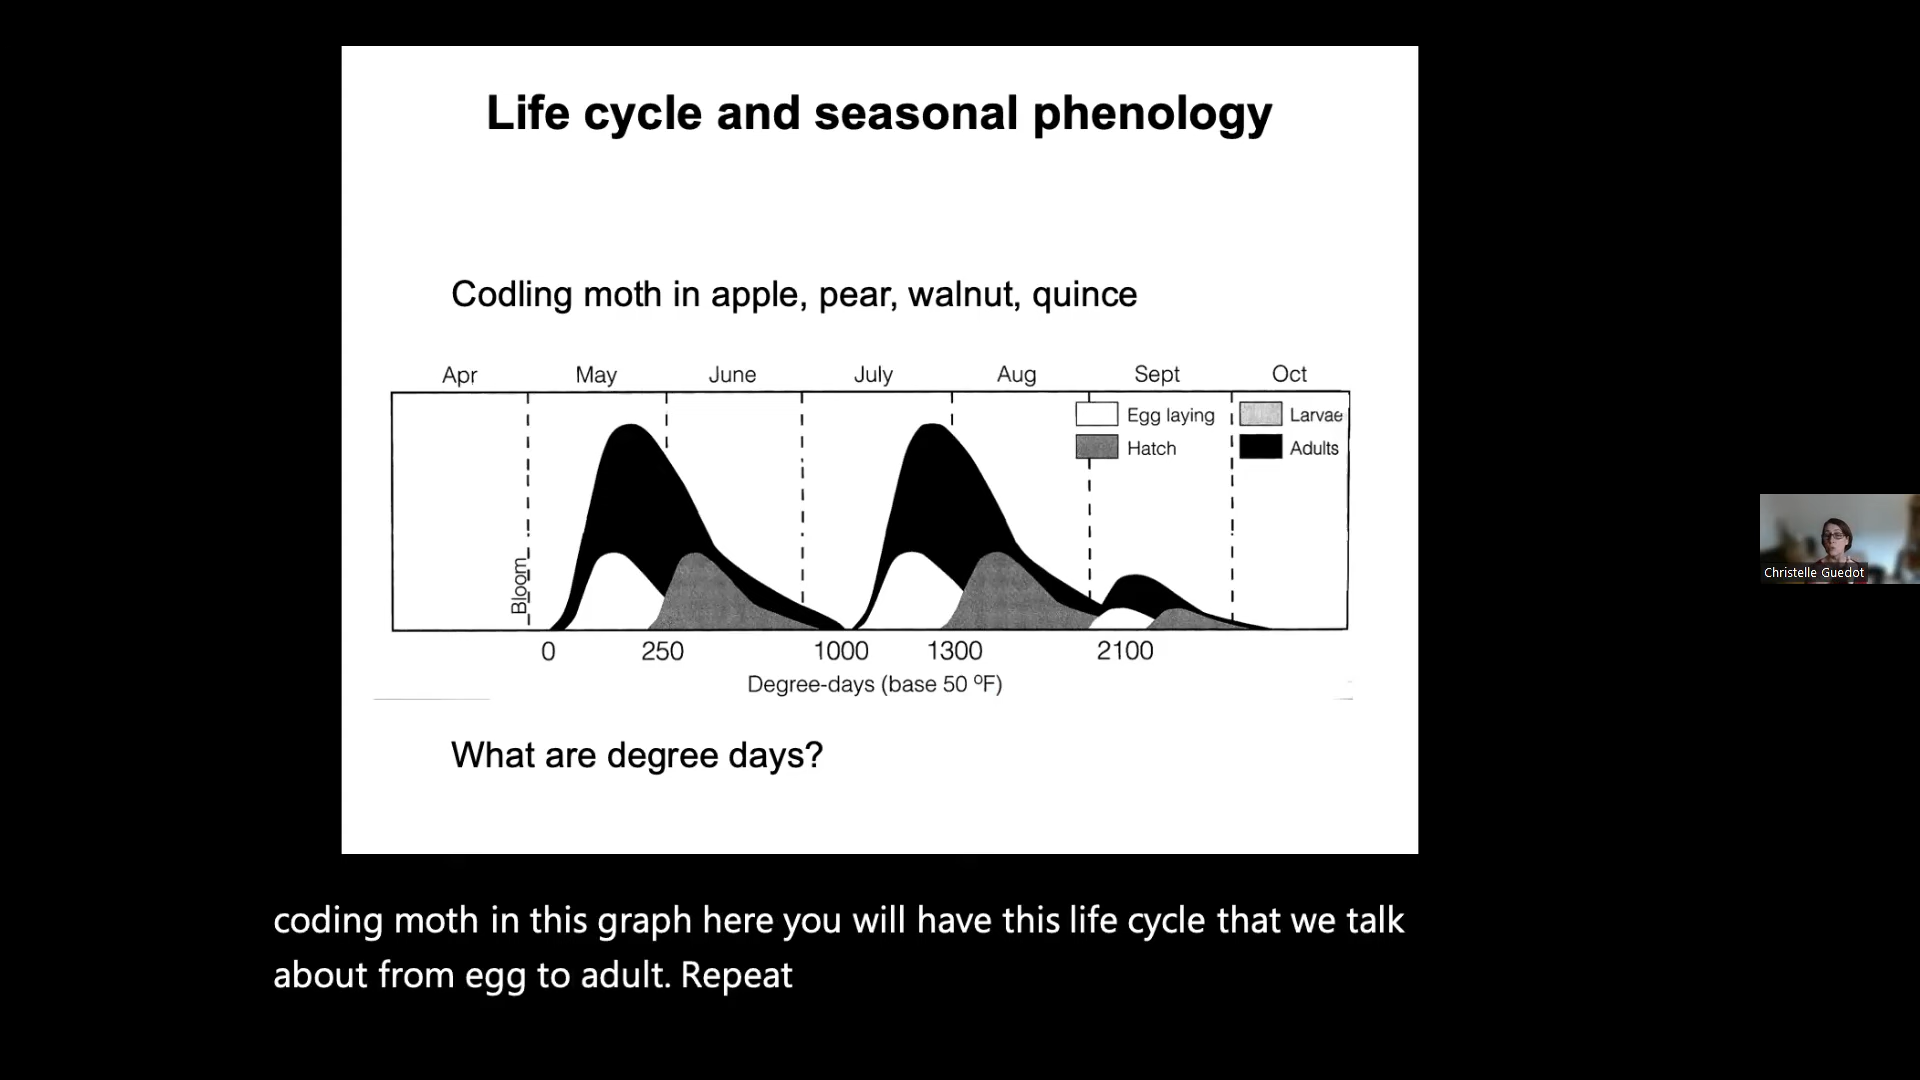 Life cycle and seasonal phenology
Codling moth in apple, pear, walnut, quince
Apr May June July Aug Sept Oct
Egg laying Larvae
Hatch Adults
Bloom
0 250 1000 1300 2100
Degree-days (base 50 ºF)
What are degree days?
Christelle Guedot
coding moth in this graph here you will have this life cycle that we talk
about from egg to adult. Repeat